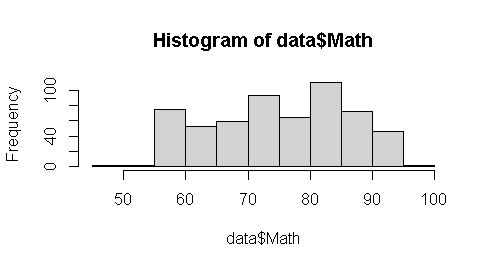 Histogram of data$Math
Frequency
100
40
0
50 60 70 80 90 100
data$Math